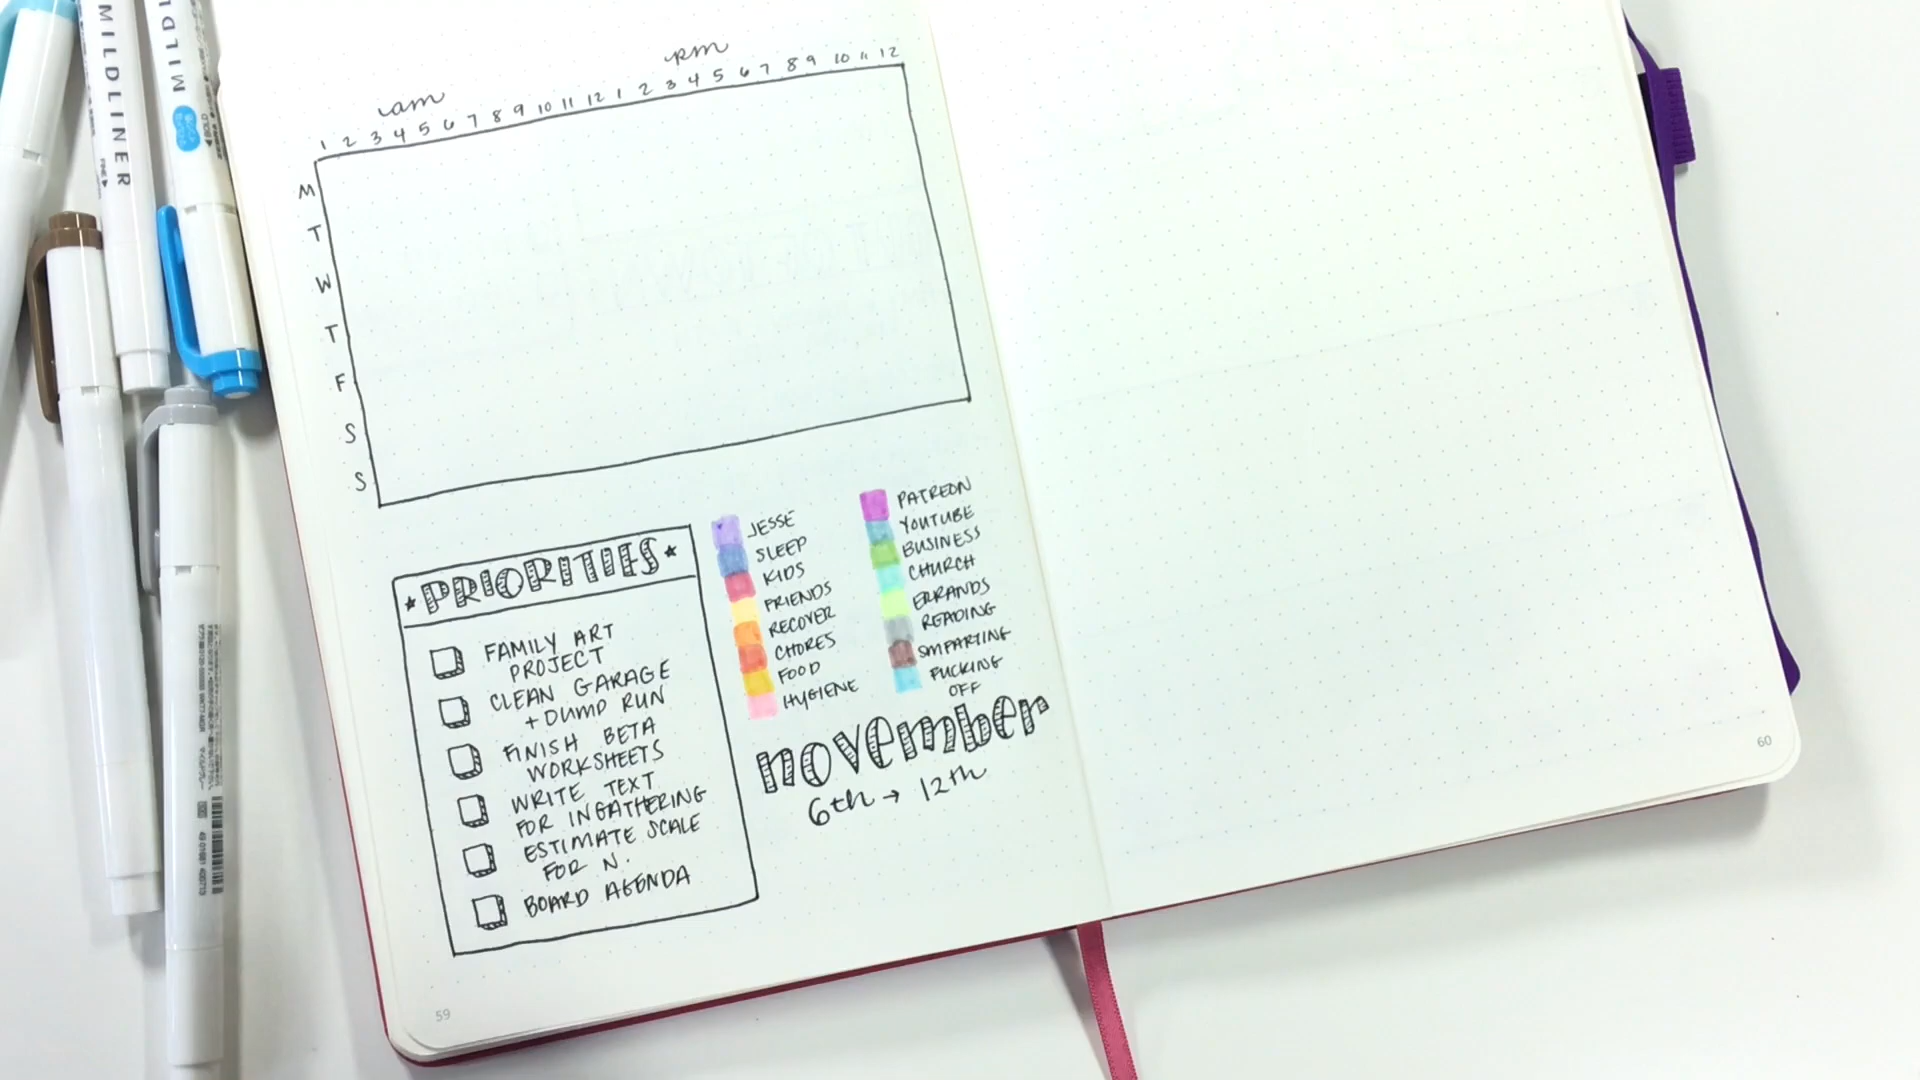 MILDLINER
MILD
FINE
BOLD
am
pm
1 2 3 4 5 6 7 8 9 10 11 12 1 2 3 4 5 6 7 8 9 10 11 12
M
T
W
T
F
S
S
PRIORITIES
FAMILY ART
PROJECT
CLEAN GARAGE
+ DUMP RUN
FINISH BETA
WORKSHEETS
WRITE TEXT
FOR INGATHERING
ESTIMATE SCALE
FOR N.
BOARD AGENDA
JESSE
SLEEP
KIDS
FRIENDS
RECOVER
CHORES
FOOD
HYGIENE
PATREON
YOUTUBE
BUSINESS
CHURCH
ERRANDS
READING
SMPARTING
FUCKING
OFF
november
6th → 12th
59
60